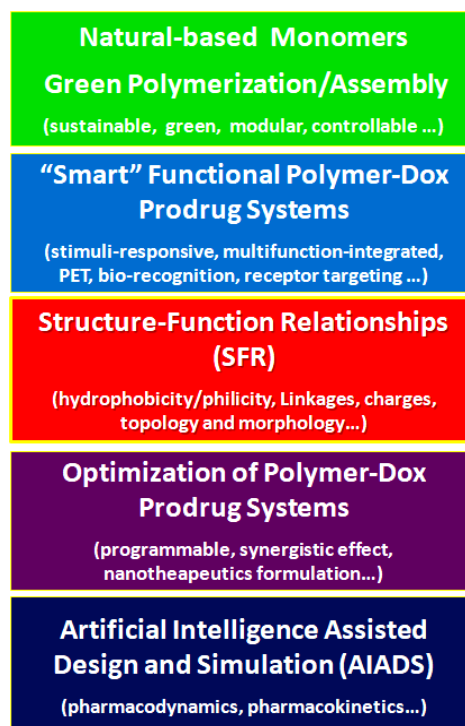 Natural-based Monomers
Green Polymerization/Assembly
(sustainable, green, modular, controllable ...)
“Smart” Functional Polymer-Dox
Prodrug Systems
(stimuli-responsive, multifunction-integrated,
PET, bio-recognition, receptor targeting ...)
Structure-Function Relationships
(SFR)
(hydrophobicity/philicity, Linkages, charges,
topology and morphology...)
Optimization of Polymer-Dox
Prodrug Systems
(programmable, synergistic effect,
nanotheapeutics formulation...)
Artificial Intelligence Assisted
Design and Simulation (AIADS)
(pharmacodynamics, pharmacokinetics...)